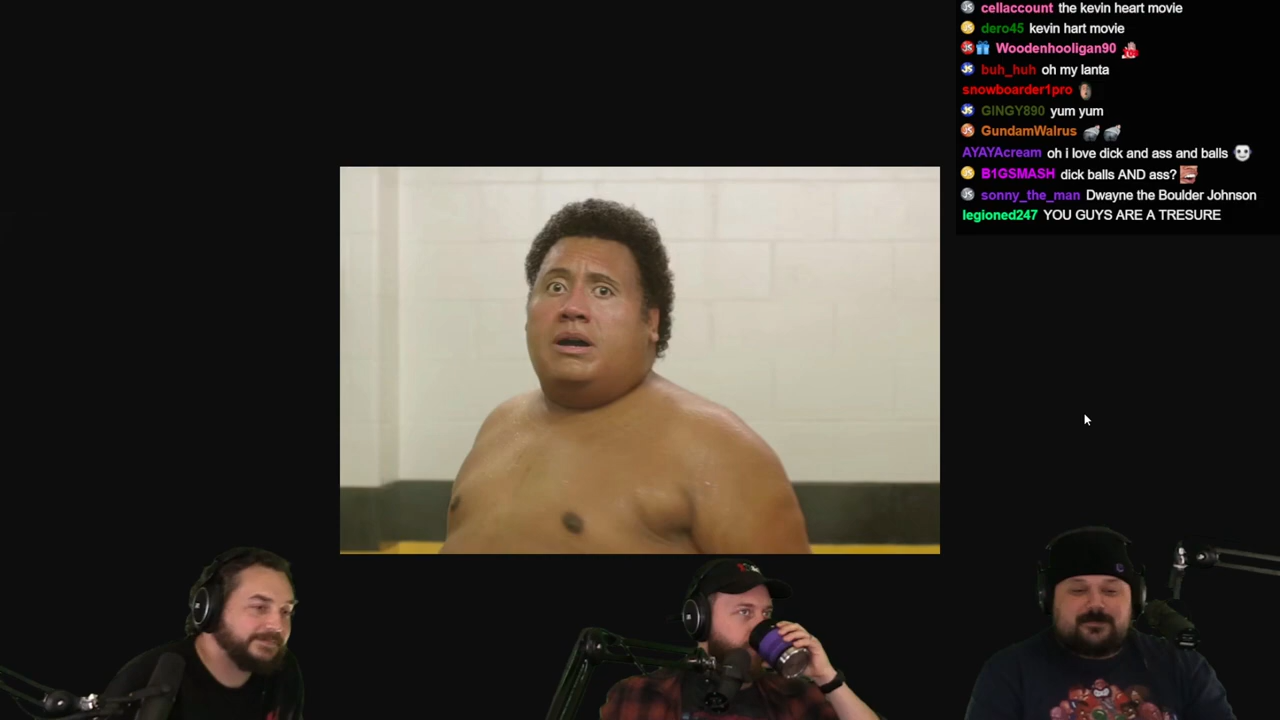 cellaccount the kevin heart movie
dero45 kevin hart movie
Woodenhooligan90
buh_huh oh my lanta
snowboarder1pro
GINGY890 yum yum
GundamWalrus
AYAYAcream oh i love dick and ass and balls
B1GSMASH dick balls AND ass?
sonny_the_man Dwayne the Boulder Johnson
legioned247 YOU GUYS ARE A TRESURE